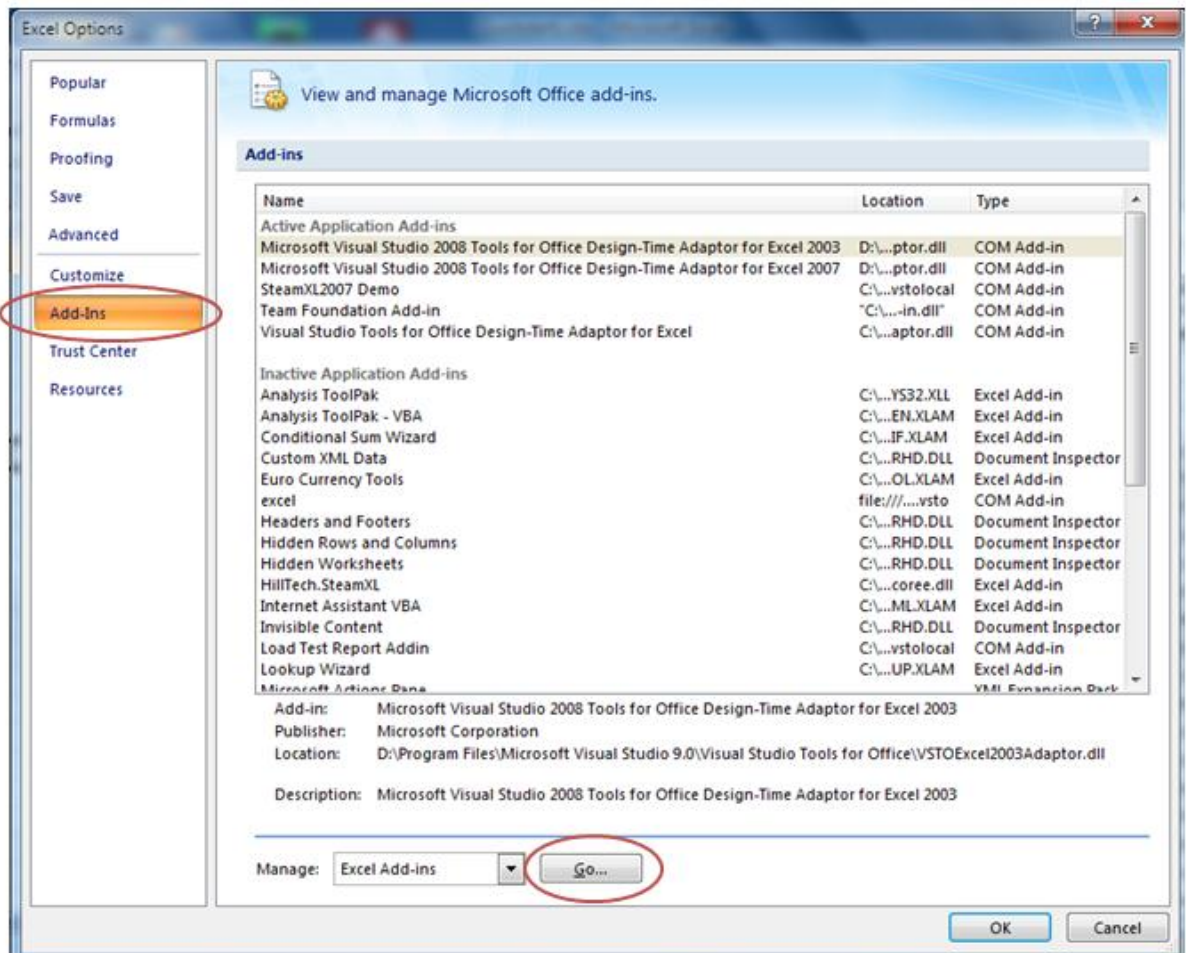 Excel Options
Popular
Formulas
Proofing
Save
Advanced
Customize
Add-Ins
Trust Center
Resources
View and manage Microsoft Office add-ins.
Add-ins
Name Location Type
Active Application Add-ins
Microsoft Visual Studio 2008 Tools for Office Design-Time Adaptor for Excel 2003 D:\...ptor.dll COM Add-in
Microsoft Visual Studio 2008 Tools for Office Design-Time Adaptor for Excel 2007 D:\...ptor.dll COM Add-in
SteamXL2007 Demo C:\...vstolocal COM Add-in
Team Foundation Add-in "C:\...-in.dll" COM Add-in
Visual Studio Tools for Office Design-Time Adaptor for Excel C:\...aptor.dll COM Add-in
Inactive Application Add-ins
Analysis ToolPak C:\...YS32.XLL Excel Add-in
Analysis ToolPak - VBA C:\...EN.XLAM Excel Add-in
Conditional Sum Wizard C:\...IF.XLAM Excel Add-in
Custom XML Data C:\...RHD.DLL Document Inspector
Euro Currency Tools C:\...OL.XLAM Excel Add-in
excel file:///....vsto COM Add-in
Headers and Footers C:\...RHD.DLL Document Inspector
Hidden Rows and Columns C:\...RHD.DLL Document Inspector
Hidden Worksheets C:\...RHD.DLL Document Inspector
HillTech.SteamXL C:\...coree.dll Excel Add-in
Internet Assistant VBA C:\...ML.XLAM Excel Add-in
Invisible Content C:\...RHD.DLL Document Inspector
Load Test Report Addin C:\...vstolocal COM Add-in
Lookup Wizard C:\...UP.XLAM Excel Add-in
Microsoft Actions Pane XML Expansion Pack
Add-in: Microsoft Visual Studio 2008 Tools for Office Design-Time Adaptor for Excel 2003
Publisher: Microsoft Corporation
Location: D:\Program Files\Microsoft Visual Studio 9.0\Visual Studio Tools for Office\VSTOExcel2003Adaptor.dll
Description: Microsoft Visual Studio 2008 Tools for Office Design-Time Adaptor for Excel 2003
Manage: Excel Add-ins Go...
OK Cancel